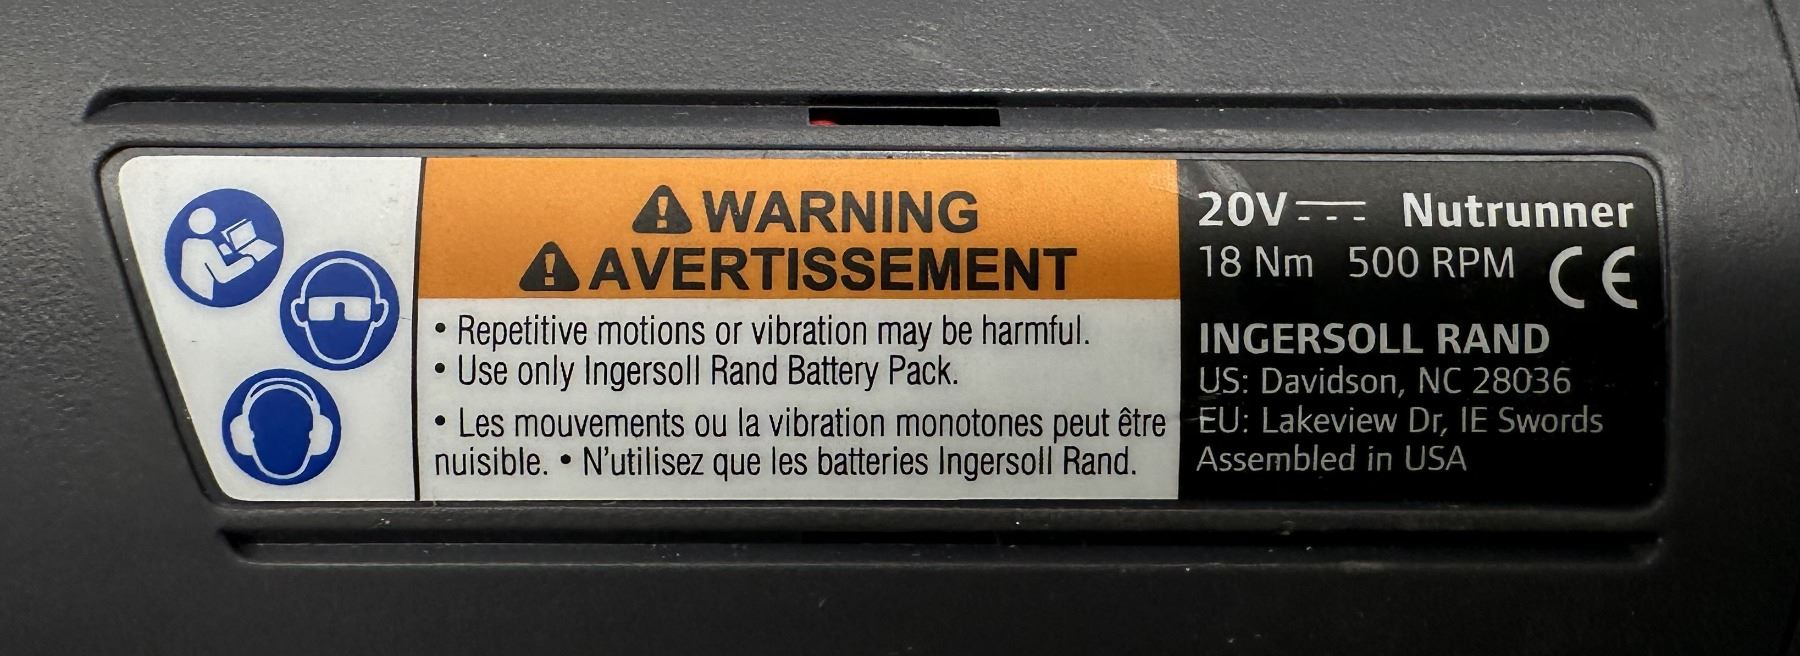 WARNING
AVERTISSEMENT
• Repetitive motions or vibration may be harmful.
• Use only Ingersoll Rand Battery Pack.
• Les mouvements ou la vibration monotones peut être
nuisible. • N'utilisez que les batteries Ingersoll Rand.
20V Nutrunner
18 Nm 500 RPM CE
INGERSOLL RAND
US: Davidson, NC 28036
EU: Lakeview Dr, IE Swords
Assembled in USA